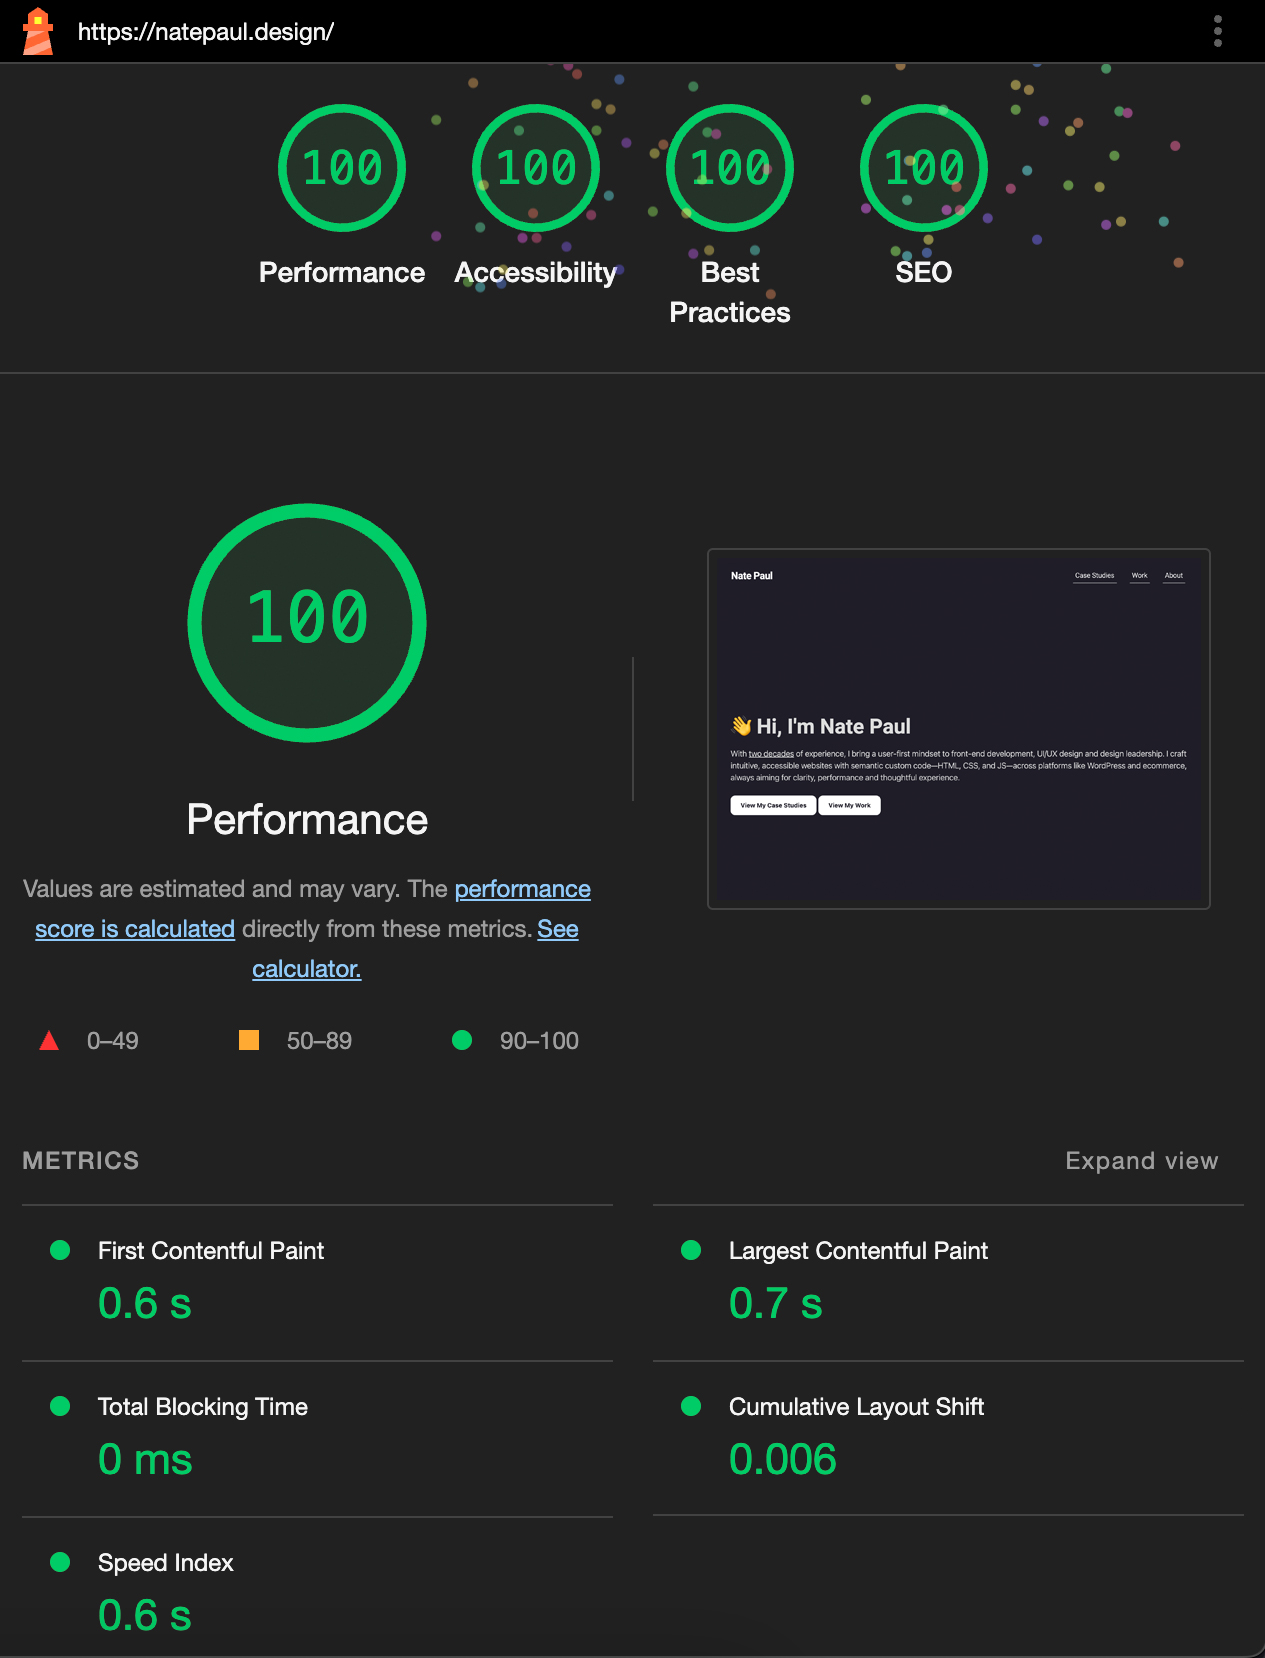 https://natepaul.design/
100
100
100
100
Performance
Accessibility
Best
Practices
SEO
100
Performance
Values are estimated and may vary. The performance
score is calculated directly from these metrics. See
calculator.
0–49
50–89
90–100
Nate Paul
Case Studies
Work
About
👋 Hi, I'm Nate Paul
With two decades of experience, I bring a user-first mindset to front-end development, UI/UX design and design leadership. I craft
intuitive, accessible websites with semantic custom code—HTML, CSS, and JS—across platforms like WordPress and ecommerce,
always aiming for clarity, performance and thoughtful experience.
View My Case Studies
View My Work
METRICS
Expand view
First Contentful Paint
0.6 s
Largest Contentful Paint
0.7 s
Total Blocking Time
0 ms
Cumulative Layout Shift
0.006
Speed Index
0.6 s